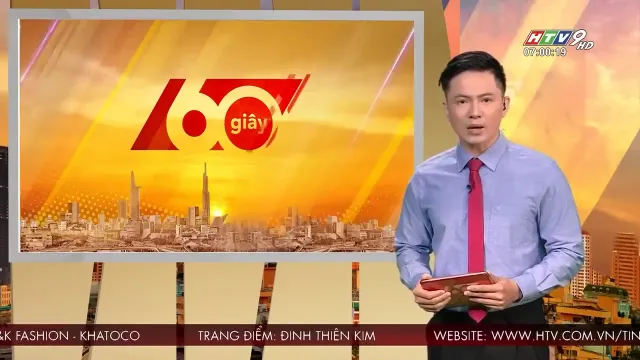 HTV9 HD
07:00:19
60
giây
&K FASHION - KHATOCO
TRANG ĐIỂM: ĐINH THIÊN KIM
WEBSITE: WWW.HTV.COM.VN/TIN